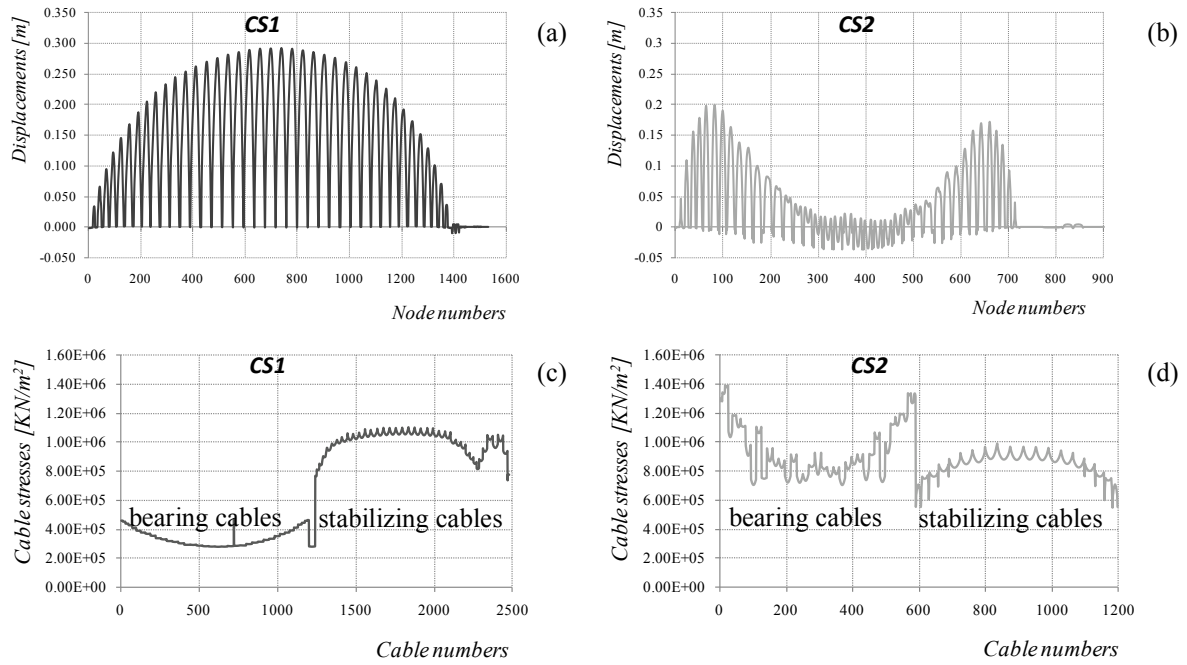 CS1
(a)
Displacements [m]
0.350
0.300
0.250
0.200
0.150
0.100
0.050
0.000
-0.050
0 200 400 600 800 1000 1200 1400 1600
Node numbers
CS2
(b)
Displacements [m]
0.35
0.3
0.25
0.2
0.15
0.1
0.05
0
-0.05
0 100 200 300 400 500 600 700 800 900
Node numbers
CS1
(c)
Cable stresses [KN/m²]
1.60E+06
1.40E+06
1.20E+06
1.00E+06
8.00E+05
6.00E+05
4.00E+05
2.00E+05
0.00E+00
bearing cables
stabilizing cables
0 500 1000 1500 2000 2500
Cable numbers
CS2
(d)
Cable stresses [KN/m²]
1.60E+06
1.40E+06
1.20E+06
1.00E+06
8.00E+05
6.00E+05
4.00E+05
2.00E+05
0.00E+00
bearing cables
stabilizing cables
0 200 400 600 800 1000 1200
Cable numbers